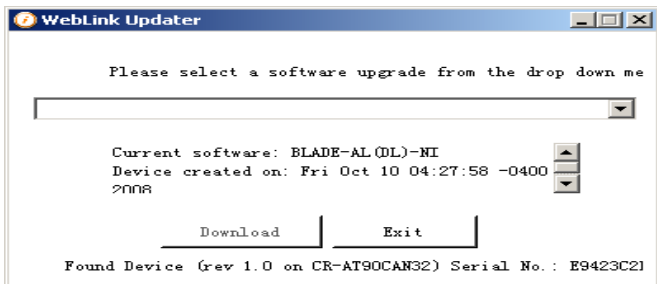 WebLink Updater
Please select a software upgrade from the drop down me
Current software: BLADE-AL(DL)-NI
Device created on: Fri Oct 10 04:27:58 -0400
2008
Download
Exit
Found Device (rev 1.0 on CR-AT90CAN32) Serial No.: E9423C2